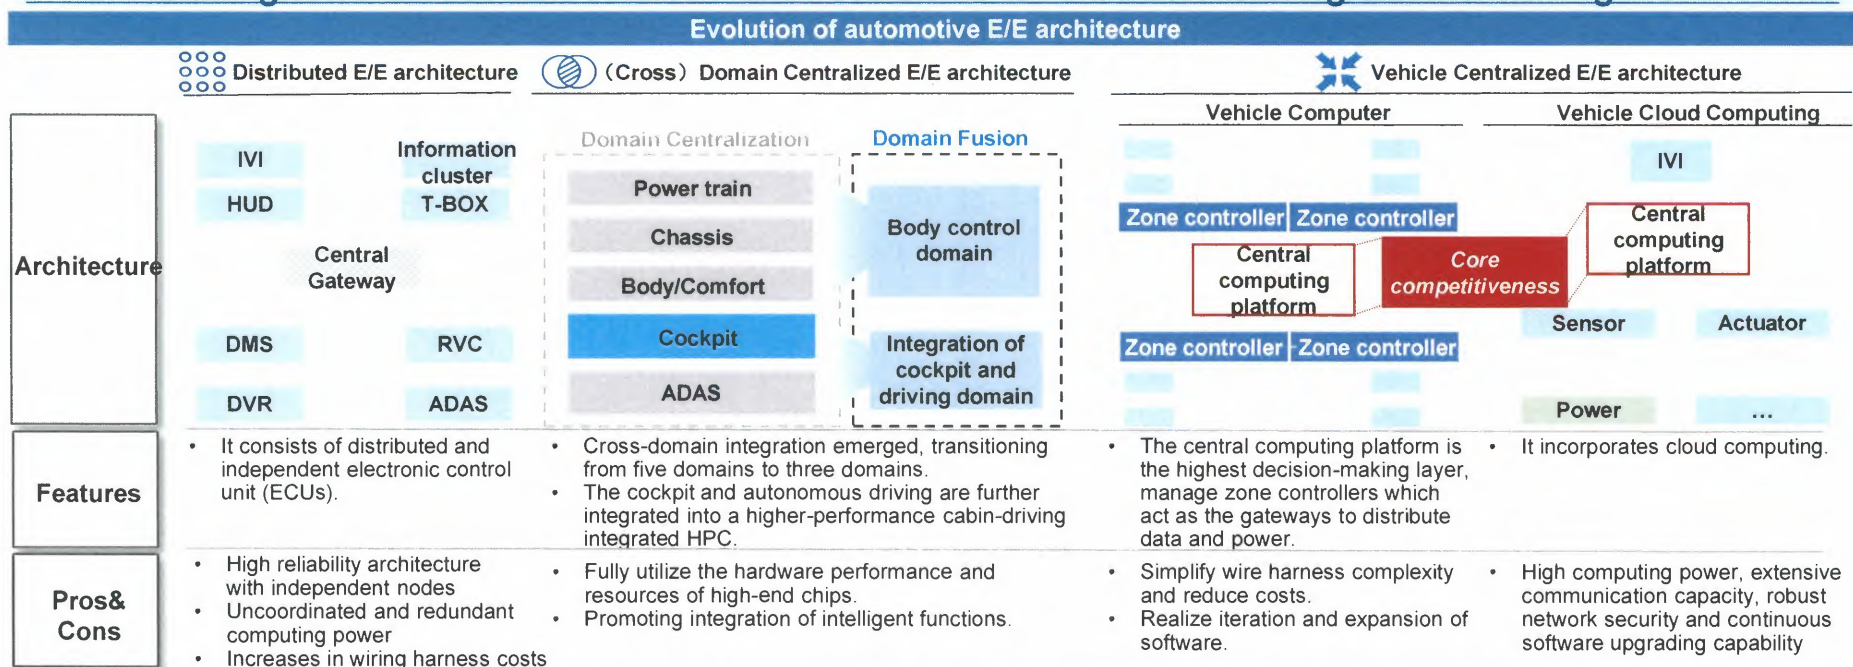 Evolution of automotive E/E architecture
Distributed E/E architecture
（Cross）Domain Centralized E/E architecture
Vehicle Centralized E/E architecture
Vehicle Computer
Vehicle Cloud Computing
Architecture
IVI
Information
cluster
HUD
T-BOX
Central
Gateway
DMS
RVC
DVR
ADAS
Domain Centralization
Domain Fusion
Power train
Chassis
Body/Comfort
Cockpit
ADAS
Body control
domain
Integration of
cockpit and
driving domain
Zone controller
Zone controller
Central
computing
platform
Core
competitiveness
Zone controller
Zone controller
IVI
Central
computing
platform
Sensor
Actuator
Power
...
Features
• It consists of distributed and
independent electronic control
unit (ECUs).
• Cross-domain integration emerged, transitioning
from five domains to three domains.
• The cockpit and autonomous driving are further
integrated into a higher-performance cabin-driving
integrated HPC.
• The central computing platform is
the highest decision-making layer,
manage zone controllers which
act as the gateways to distribute
data and power.
• It incorporates cloud computing.
Pros&
Cons
• High reliability architecture
with independent nodes
• Uncoordinated and redundant
computing power
• Increases in wiring harness costs
• Fully utilize the hardware performance and
resources of high-end chips.
• Promoting integration of intelligent functions.
• Simplify wire harness complexity
and reduce costs.
• Realize iteration and expansion of
software.
• High computing power, extensive
communication capacity, robust
network security and continuous
software upgrading capability